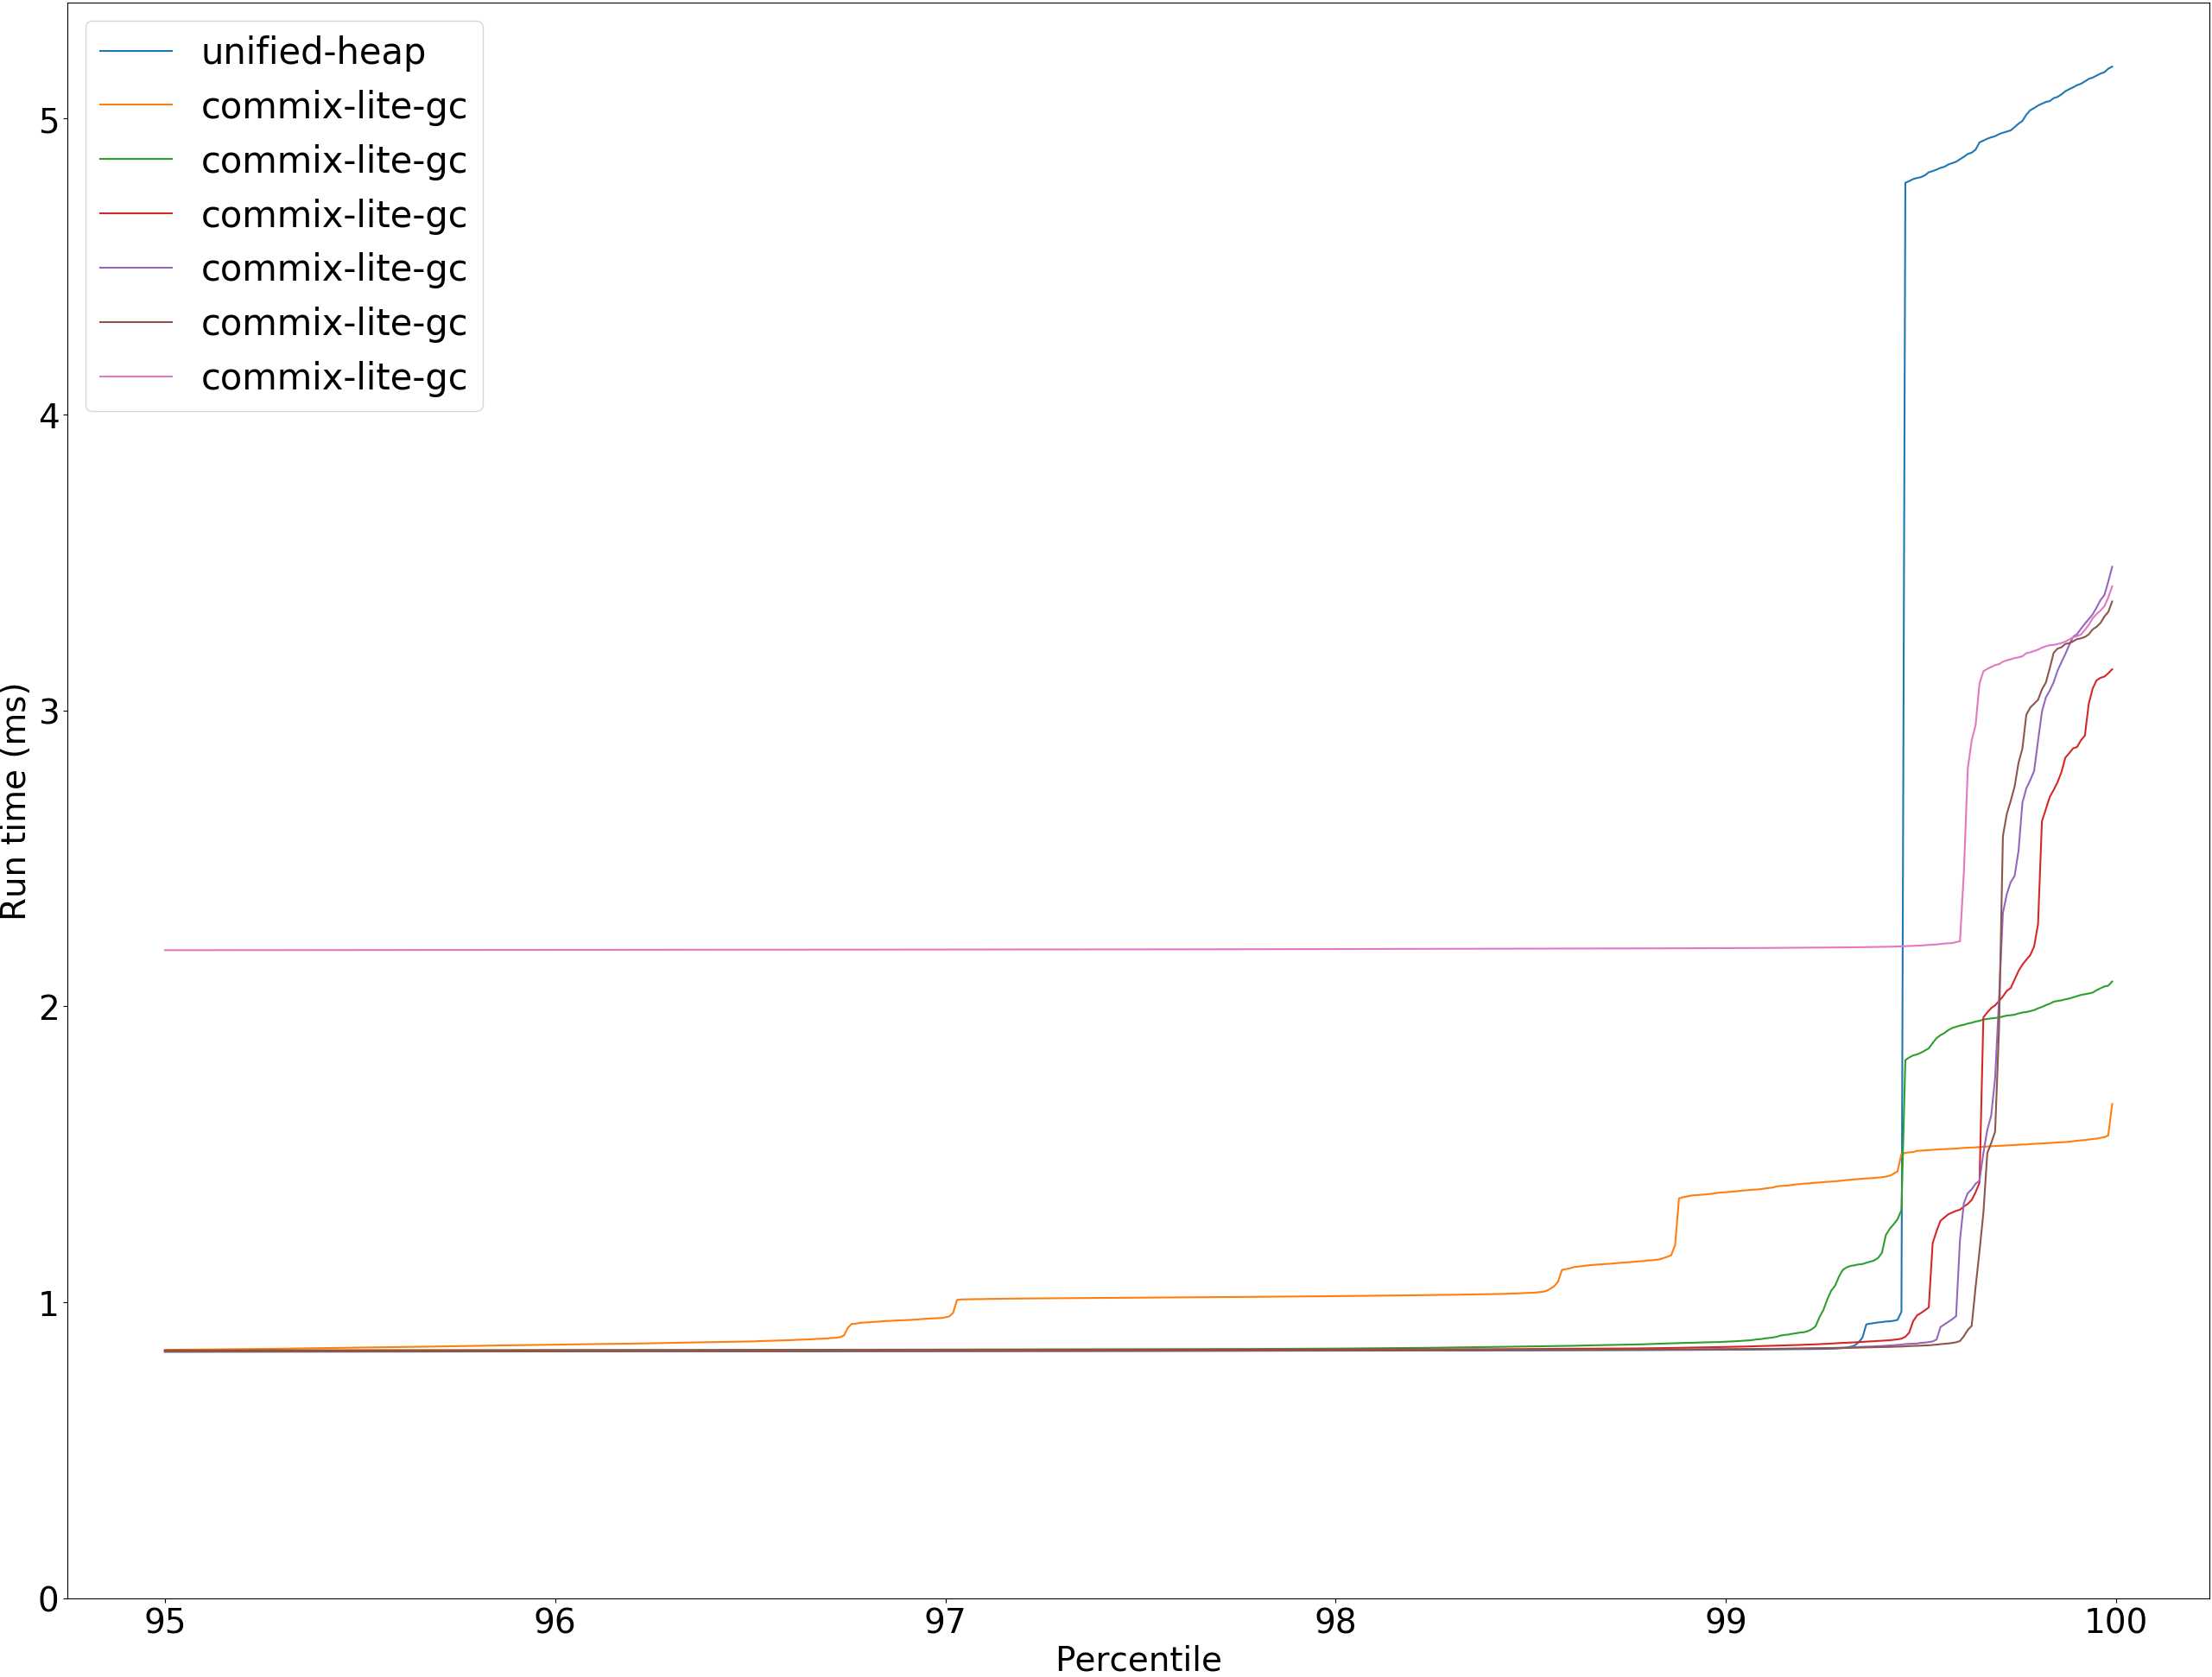 unified-heap
commix-lite-gc
commix-lite-gc
commix-lite-gc
commix-lite-gc
commix-lite-gc
commix-lite-gc
5
4
3
2
1
0
Run time (ms)
95 96 97 98 99 100
Percentile